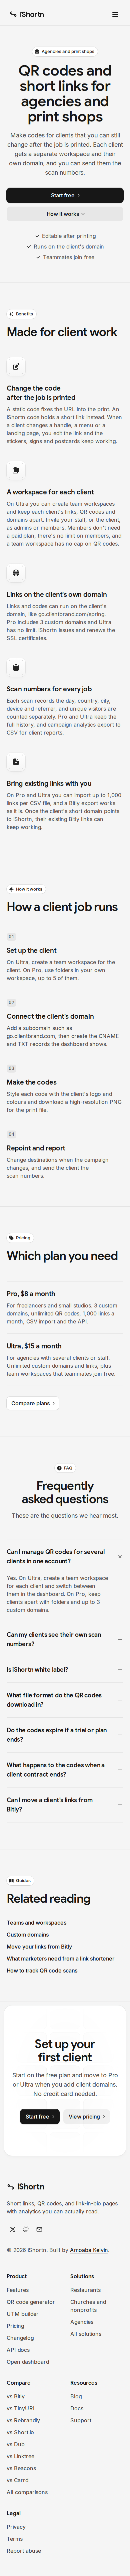 iShortn
Agencies and print shops
QR codes and
short links for
agencies and
print shops
Make codes for clients that you can still
change after the job is printed. Each client
gets a separate workspace and their
own domain, and you can send them the
scan numbers.
Start free
How it works
Editable after printing
Runs on the client's domain
Teammates join free
Benefits
Made for client work
Change the code
after the job is printed
A static code fixes the URL into the print. An
iShortn code holds a short link instead. When
a client changes a menu, a form or a
landing page, you edit the link and the
stickers, signs and postcards keep working.
A workspace for each client
On Ultra you can create team workspaces
and keep each client's links, QR codes and
domains apart. Invite your staff, or the client,
as admins or members. Members don't need
a paid plan, there's no limit on members, and
a team workspace has no cap on QR codes.
Links on the client's own domain
Links and codes can run on the client's
domain, like go.clientbrand.com/spring.
Pro includes 3 custom domains and Ultra
has no limit. iShortn issues and renews the
SSL certificates.
Scan numbers for every job
Each scan records the day, country, city,
device and referrer, and unique visitors are
counted separately. Pro and Ultra keep the
full history, and campaign analytics export to
CSV for client reports.
Bringing existing links with you
On Pro and Ultra you can import up to 1,000
links per CSV file, and a Bitly export works
as it is. Once the client's short domain points
to iShortn, their existing Bitly links can
keep working.
How it works
How a client job runs
01
Set up the client
On Ultra, create a team workspace for the
client. On Pro, use folders in your own
workspace, up to 5 of them.
02
Connect the client's domain
Add a subdomain such as
go.clientbrand.com, then create the CNAME
and TXT records the dashboard shows.
03
Make the codes
Style each code with the client's logo and
colours and download a high-resolution PNG
for the print file.
04
Repoint and report
Change destinations when the campaign
changes, and send the client the
scan numbers.
Pricing
Which plan you need
Pro, $8 a month
For freelancers and small studios. 3 custom
domains, unlimited QR codes, 1,000 links a
month, CSV import and the API.
Ultra, $15 a month
For agencies with several clients or staff.
Unlimited custom domains and links, plus
team workspaces that teammates join free.
Compare plans
FAQ
Frequently
asked questions
These are the questions we hear most.
Can I manage QR codes for several
clients in one account?
Yes. On Ultra, create a team workspace
for each client and switch between
them in the dashboard. On Pro, keep
clients apart with folders in your own
workspace and up to 3 custom
domains.
Can my clients see their own scan
numbers?
Is iShortn white label?
What file format do the QR codes
download in?
Do the codes expire if a trial or plan
ends?
What happens to the codes when a
client contract ends?
Can I move a client's links from
Bitly?
Guides
Related reading
Teams and workspaces
Custom domains
Move your links from Bitly
What marketers need from a link shortener
How to track QR code scans
Set up your
first client
Start on the free plan and move to Pro
or Ultra when you add client domains.
No credit card needed.
Start free
View pricing
iShortn
Short links, QR codes, and link-in-bio pages
with analytics you can actually read.
© 2026 iShortn. Built by Amoaba Kelvin.
Product
Features
QR code generator
UTM builder
Pricing
Changelog
API docs
Open dashboard
Solutions
Restaurants
Churches and
nonprofits
Agencies
All solutions
Compare
vs Bitly
vs TinyURL
vs Rebrandly
vs Short.io
vs Dub
vs Linktree
vs Beacons
vs Carrd
All comparisons
Resources
Blog
Docs
Support
Legal
Privacy
Terms
Report abuse